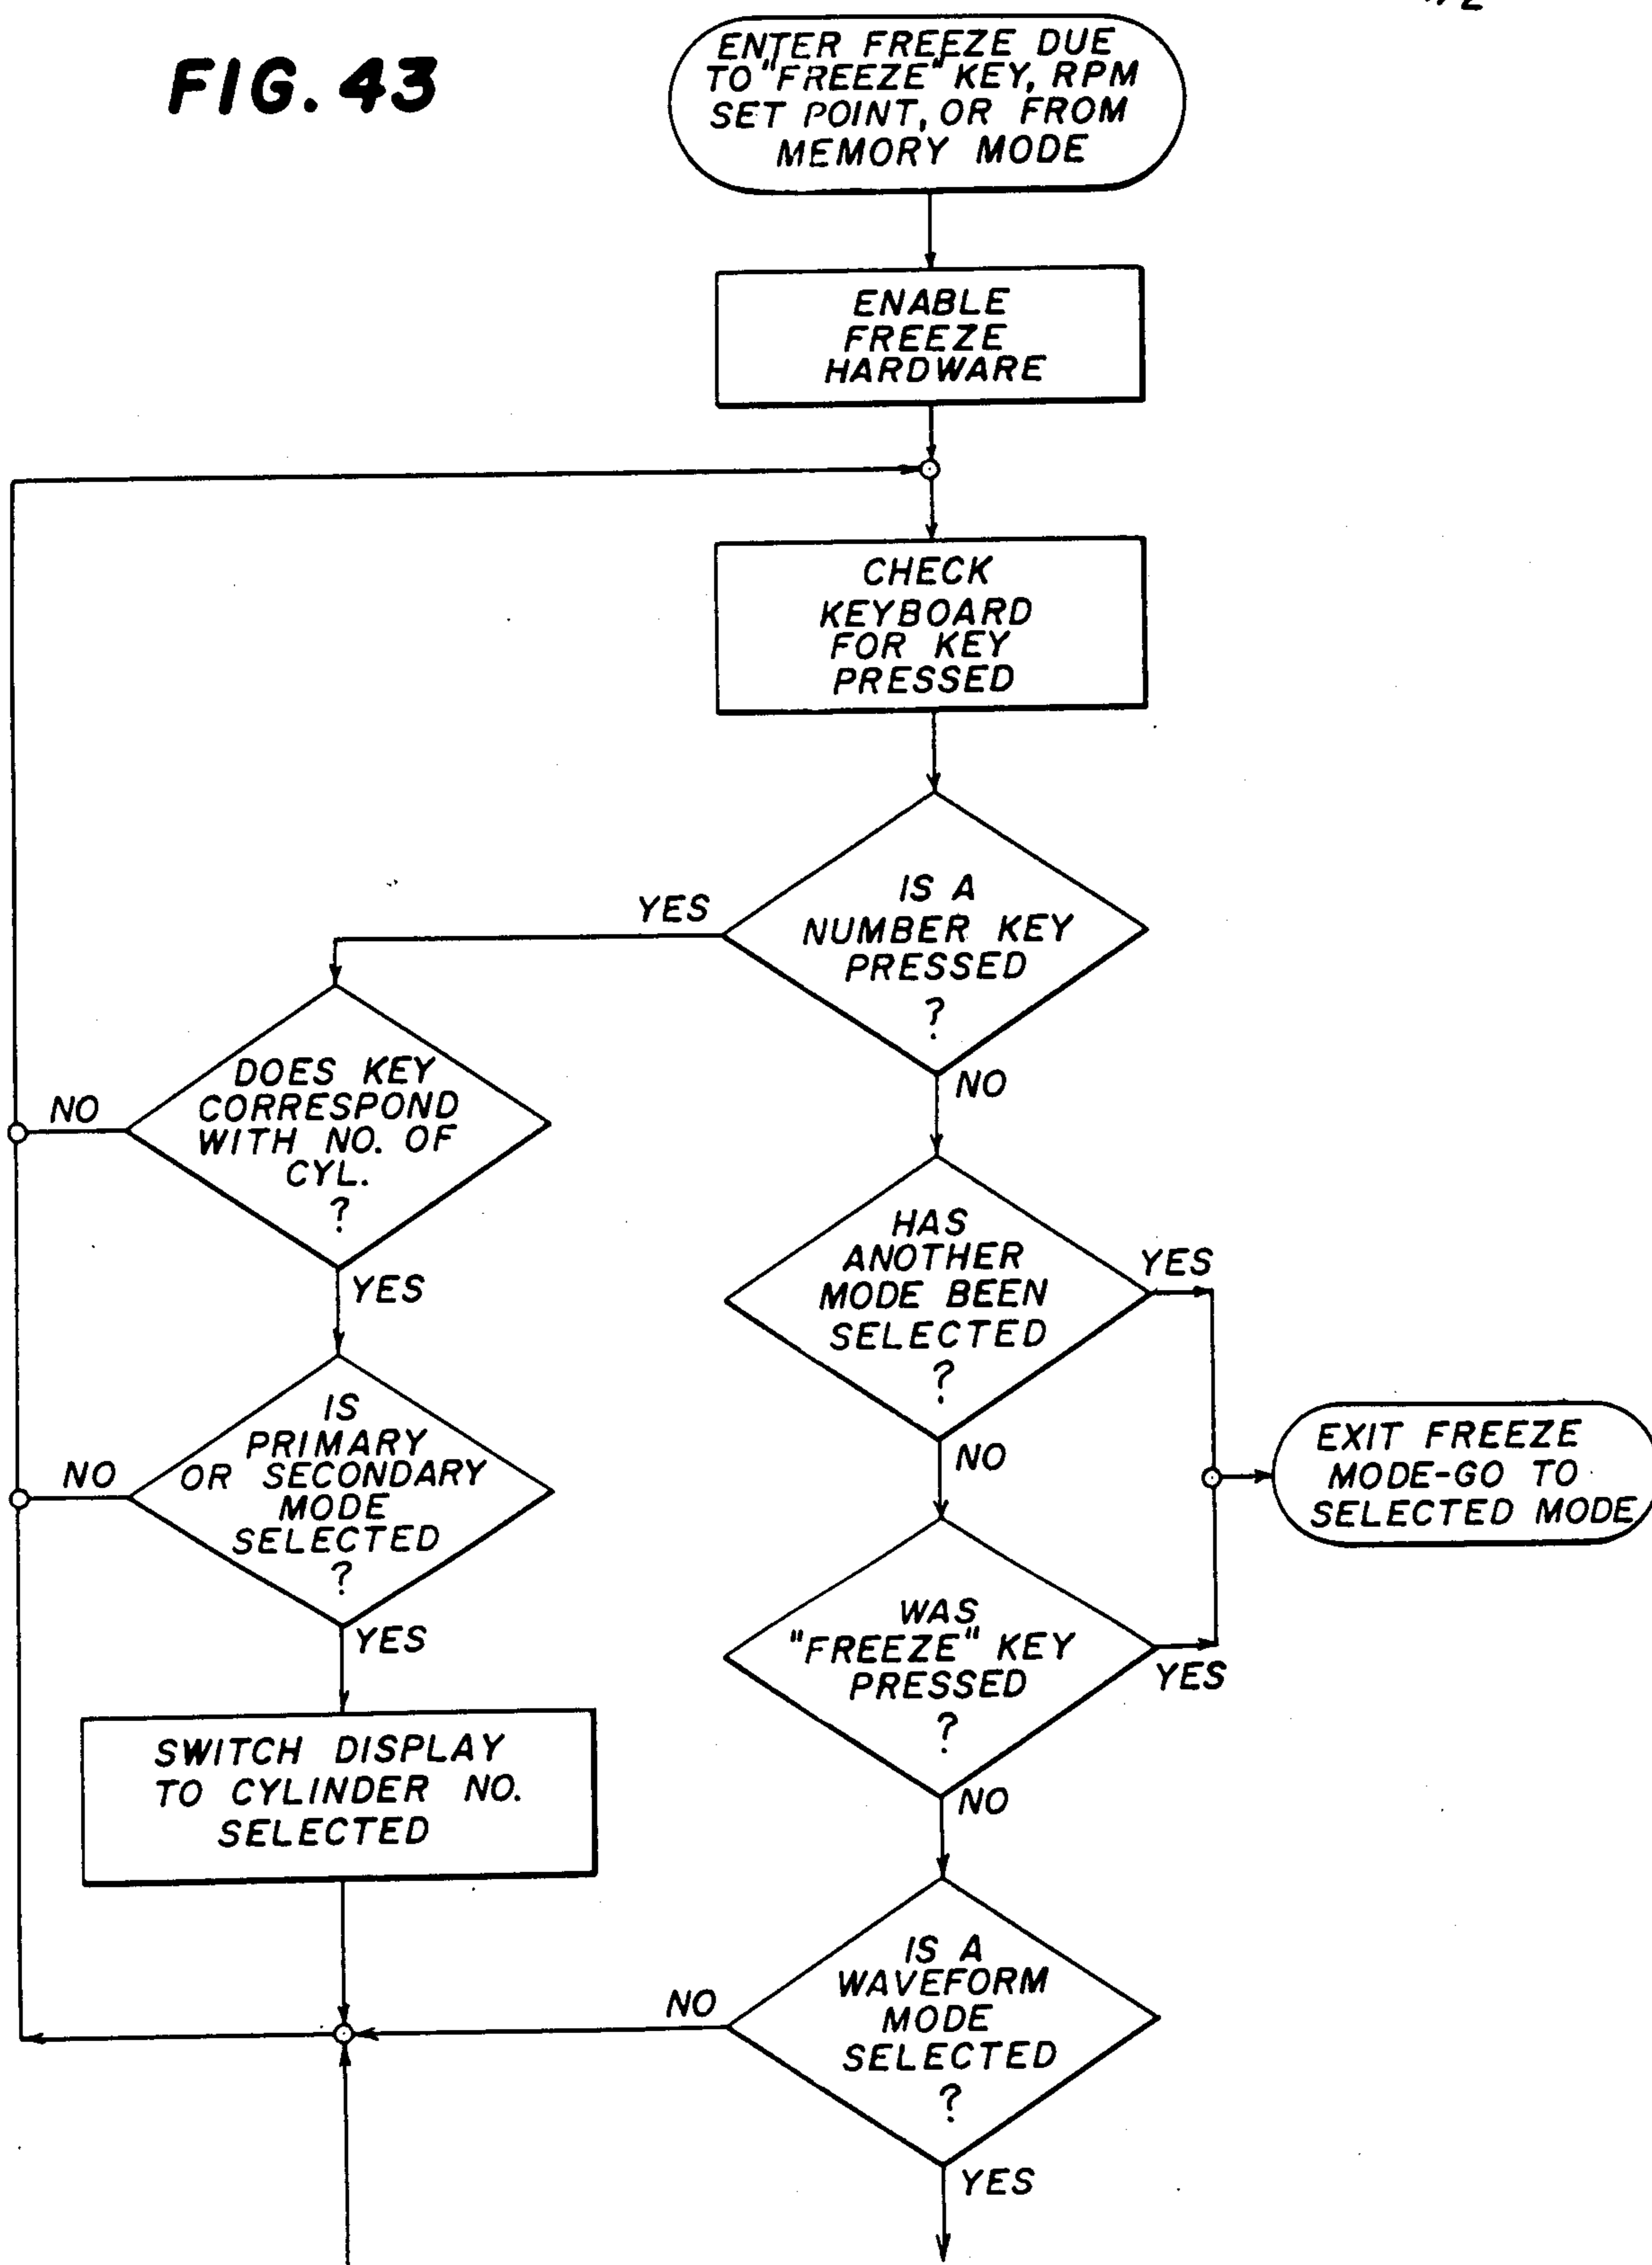 FIG. 43
ENTER FREEZE DUE
TO "FREEZE" KEY, RPM
SET POINT, OR FROM
MEMORY MODE
ENABLE
FREEZE
HARDWARE
CHECK
KEYBOARD
FOR KEY
PRESSED
IS A
NUMBER KEY
PRESSED
?
YES
NO
DOES KEY
CORRESPOND
WITH NO. OF
CYL.
?
NO
YES
HAS
ANOTHER
MODE BEEN
SELECTED
?
YES
NO
IS
PRIMARY
OR SECONDARY
MODE
SELECTED
?
NO
YES
EXIT FREEZE
MODE-GO TO
SELECTED MODE
WAS
"FREEZE" KEY
PRESSED
?
YES
NO
SWITCH DISPLAY
TO CYLINDER NO.
SELECTED
IS A
WAVEFORM
MODE
SELECTED
?
NO
YES